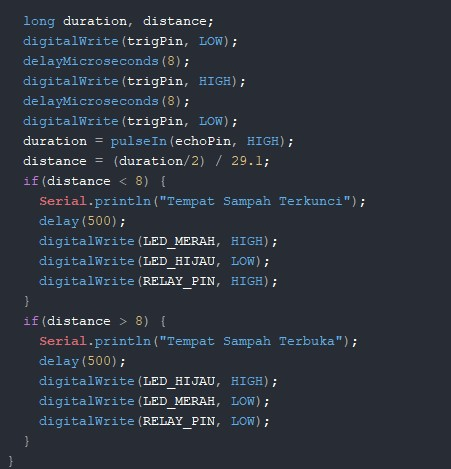 long duration, distance;
digitalWrite(trigPin, LOW);
delayMicroseconds(8);
digitalWrite(trigPin, HIGH);
delayMicroseconds(8);
digitalWrite(trigPin, LOW);
duration = pulseIn(echoPin, HIGH);
distance = (duration/2) / 29.1;
if(distance < 8) {
Serial.println("Tempat Sampah Terkunci");
delay(500);
digitalWrite(LED_MERAH, HIGH);
digitalWrite(LED_HIJAU, LOW);
digitalWrite(RELAY_PIN, HIGH);
}
if(distance > 8) {
Serial.println("Tempat Sampah Terbuka");
delay(500);
digitalWrite(LED_HIJAU, HIGH);
digitalWrite(LED_MERAH, LOW);
digitalWrite(RELAY_PIN, LOW);
}
}